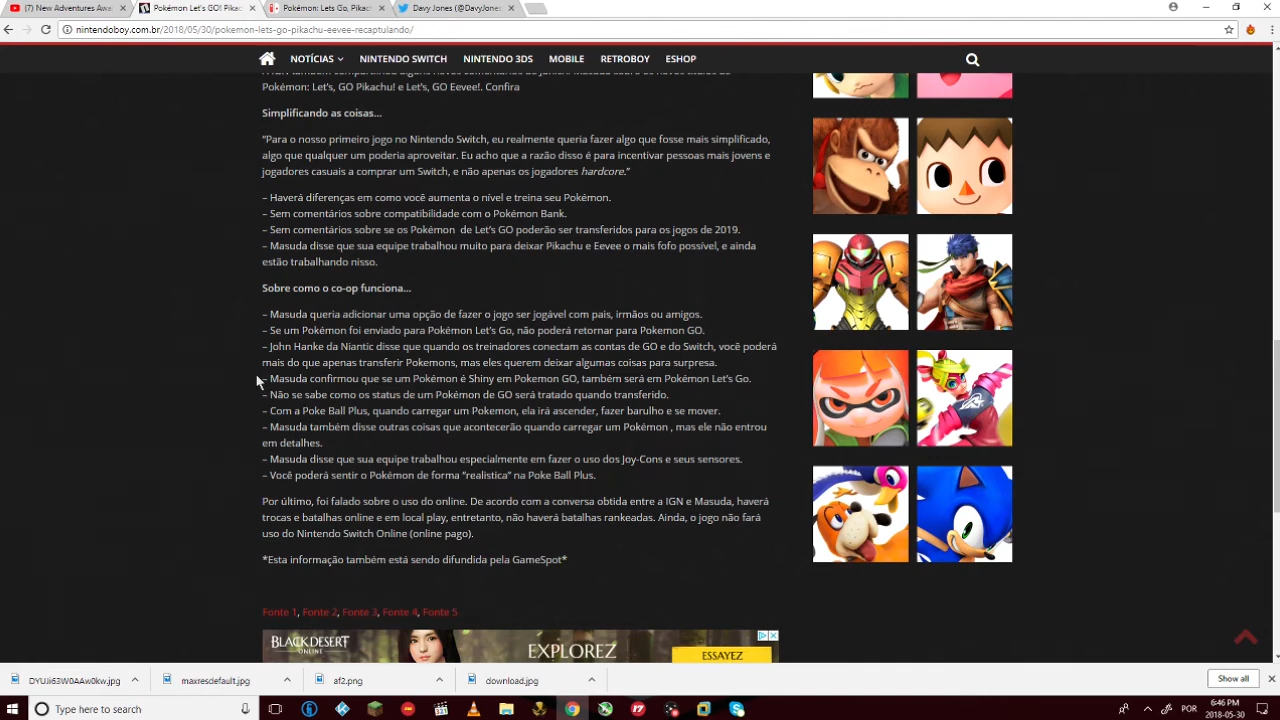 (7) New Adventures Awai
Pokémon Let's GO! Pikac
Pokémon: Lets Go, Pikac
Davy Jones (@DavyJones
nintendoboy.com.br/2018/05/30/pokemon-lets-go-pikachu-eevee-recaptulando/
NOTÍCIAS NINTENDO SWITCH NINTENDO 3DS MOBILE RETROBOY ESHOP
Pokémon: Let's, GO Pikachu! e Let's, GO Eevee!. Confira
Simplificando as coisas...
"Para o nosso primeiro jogo no Nintendo Switch, eu realmente queria fazer algo que fosse mais simplificado,
algo que qualquer um poderia aproveitar. Eu acho que a razão disso é para incentivar pessoas mais jovens e
jogadores casuais a comprar um Switch, e não apenas os jogadores hardcore."
– Haverá diferenças em como você aumenta o nível e treina seu Pokémon.
– Sem comentários sobre compatibilidade com o Pokémon Bank.
– Sem comentários sobre se os Pokémon de Let's GO poderão ser transferidos para os jogos de 2019.
– Masuda disse que sua equipe trabalhou muito para deixar Pikachu e Eevee o mais fofo possível, e ainda
estão trabalhando nisso.
Sobre como o co-op funciona...
– Masuda queria adicionar uma opção de fazer o jogo ser jogável com pais, irmãos ou amigos.
– Se um Pokémon foi enviado para Pokémon Let's Go, não poderá retornar para Pokemon GO.
– John Hanke da Niantic disse que quando os treinadores conectam as contas de GO e do Switch, você poderá
mais do que apenas transferir Pokemons, mas eles querem deixar algumas coisas para surpresa.
– Masuda confirmou que se um Pokémon é Shiny em Pokemon GO, também será em Pokémon Let's Go.
– Não se sabe como os status de um Pokémon de GO será tratado quando transferido.
– Com a Poke Ball Plus, quando carregar um Pokemon, ela irá ascender, fazer barulho e se mover.
– Masuda também disse outras coisas que acontecerão quando carregar um Pokémon , mas ele não entrou
em detalhes.
– Masuda disse que sua equipe trabalhou especialmente em fazer o uso dos Joy-Cons e seus sensores.
– Você poderá sentir o Pokémon de forma "realistica" na Poke Ball Plus.
Por último, foi falado sobre o uso do online. De acordo com a conversa obtida entre a IGN e Masuda, haverá
trocas e batalhas online e em local play, entretanto, não haverá batalhas rankeadas. Ainda, o jogo não fará
uso do Nintendo Switch Online (online pago).
*Esta informação também está sendo difundida pela GameSpot*
Fonte 1, Fonte 2, Fonte 3, Fonte 4, Fonte 5
BLACK DESERT
ONLINE
EXPLOREZ
ESSAYEZ
DYUJi63W0AAw0kw.jpg
maxresdefault.jpg
af2.png
download.jpg
Show all
Type here to search
POR
6:46 PM
2018-05-30